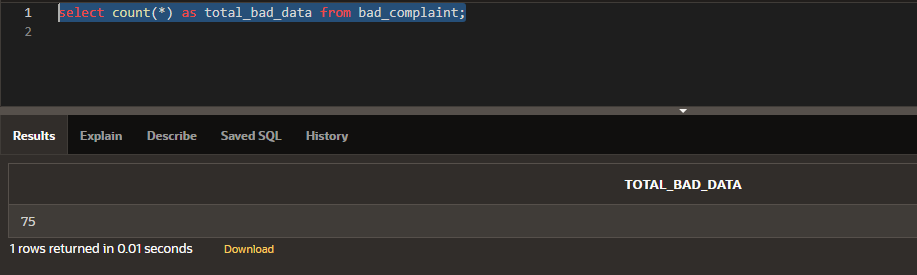 1 select count(*) as total_bad_data from bad_complaint;
2
Results Explain Describe Saved SQL History
TOTAL_BAD_DATA
75
1 rows returned in 0.01 seconds Download